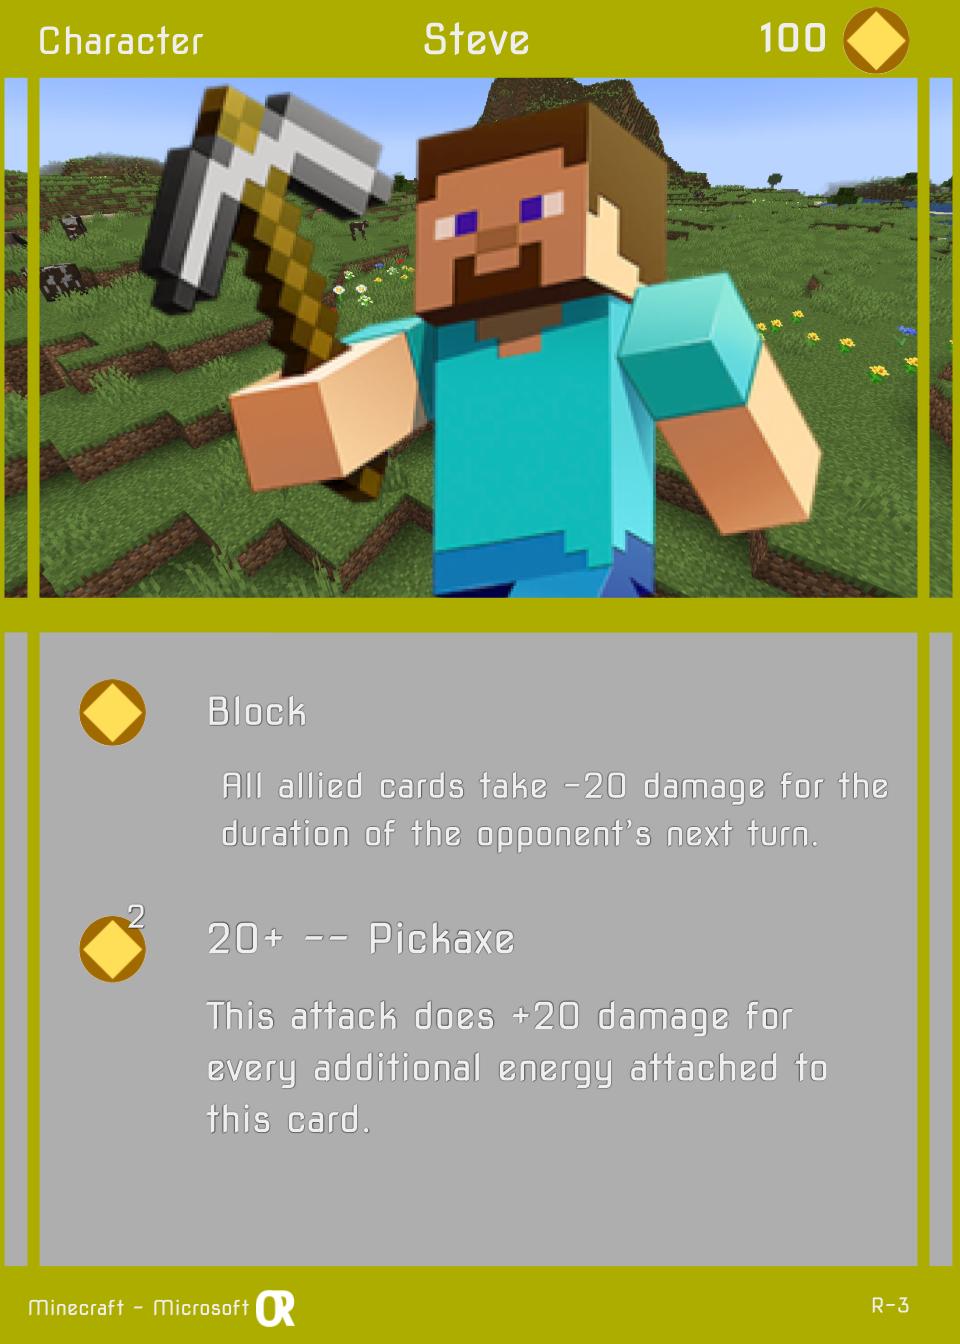 Character
Steve
100
Block
All allied cards take -20 damage for the
duration of the opponent's next turn.
2
20+ -- Pickaxe
This attack does +20 damage for
every additional energy attached to
this card.
Minecraft - Microsoft OR
R-3